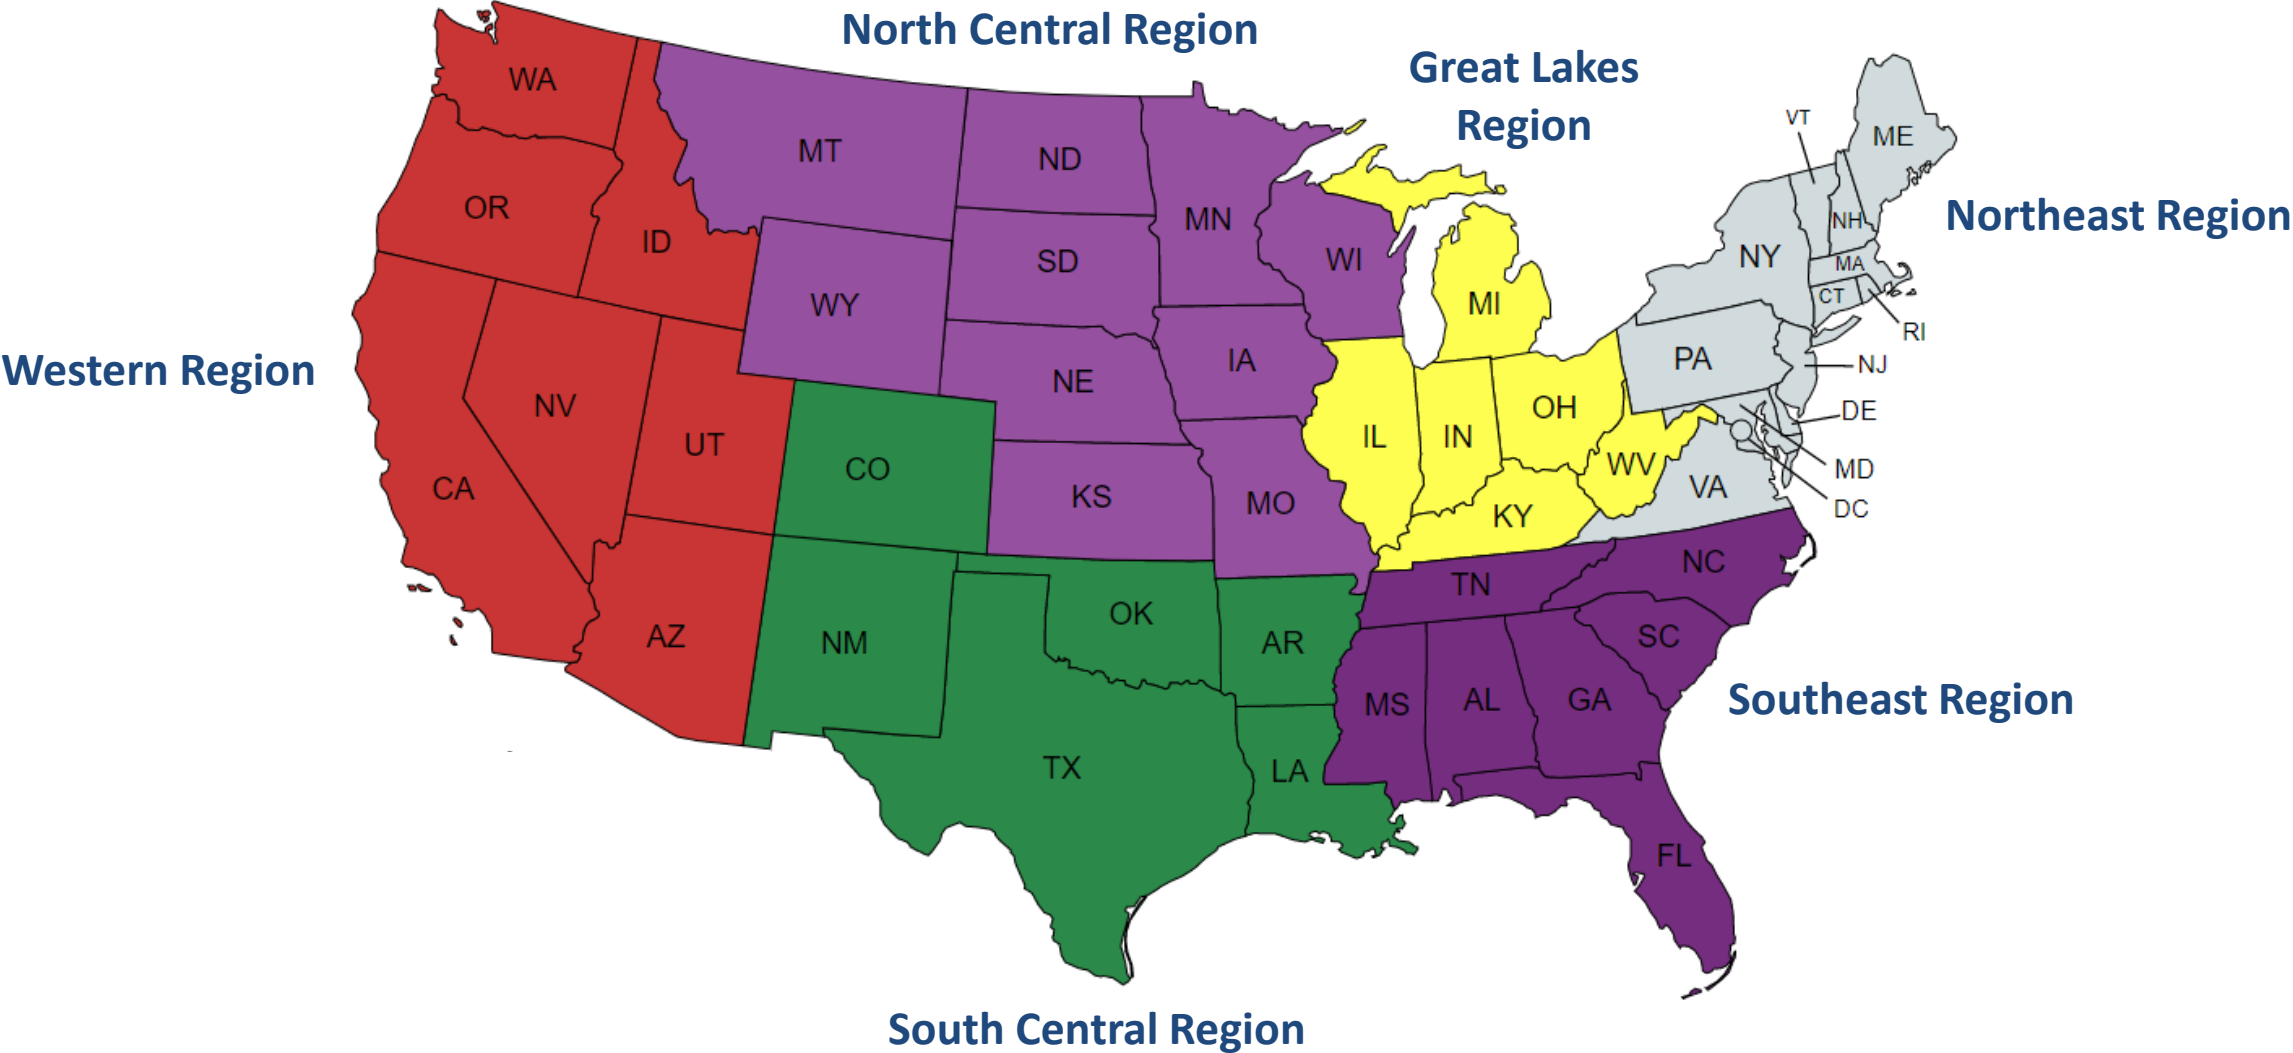 North Central Region
Great Lakes
Region
Northeast Region
Western Region
Southeast Region
South Central Region
WA
OR
ID
MT
ND
MN
SD
WY
WI
MI
NE
IA
NV
UT
CA
CO
KS
MO
IL
IN
OH
WV
KY
VA
PA
NY
VT
ME
NH
MA
CT
RI
NJ
DE
MD
DC
AZ
NM
OK
AR
TX
LA
TN
NC
SC
MS
AL
GA
FL